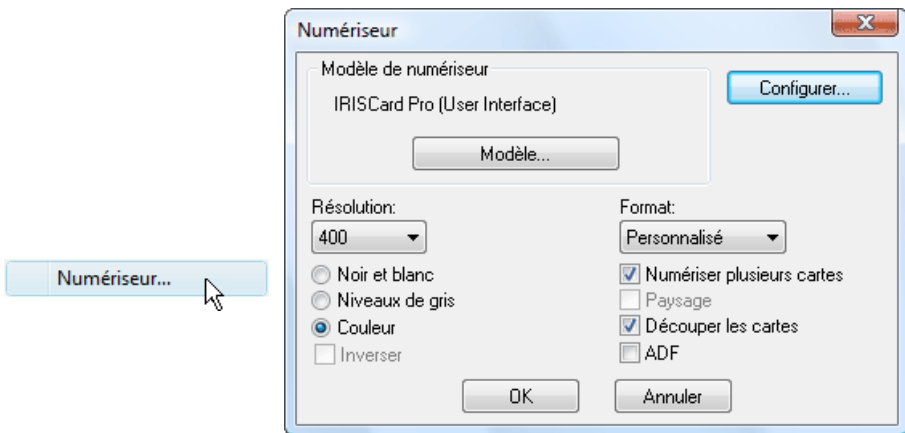 Numériseur...
Numériseur
Modèle de numériseur
IRISCard Pro (User Interface)
Configurer...
Modèle...
Résolution:
400
Noir et blanc
Niveaux de gris
Couleur
Inverser
Format:
Personnalisé
Numériser plusieurs cartes
Paysage
Découper les cartes
ADF
OK
Annuler